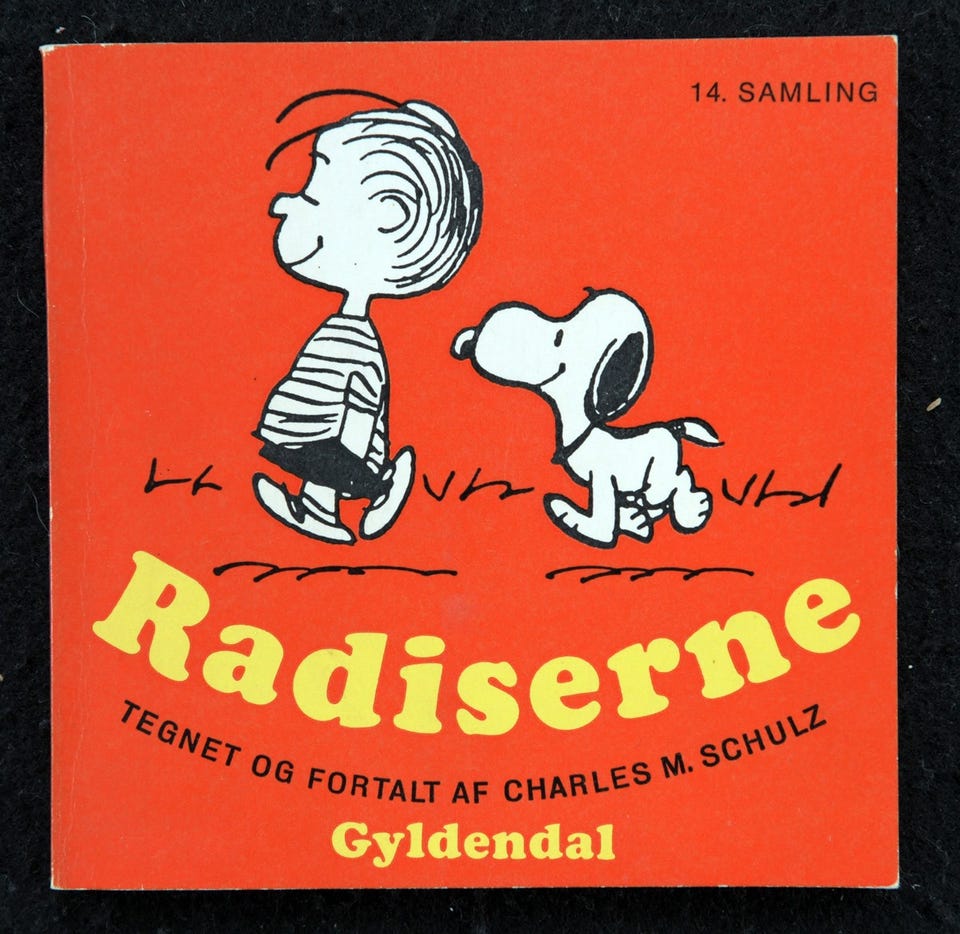 14. SAMLING
Radiserne
TEGNET OG FORTALT AF CHARLES M. SCHULZ
Gyldendal